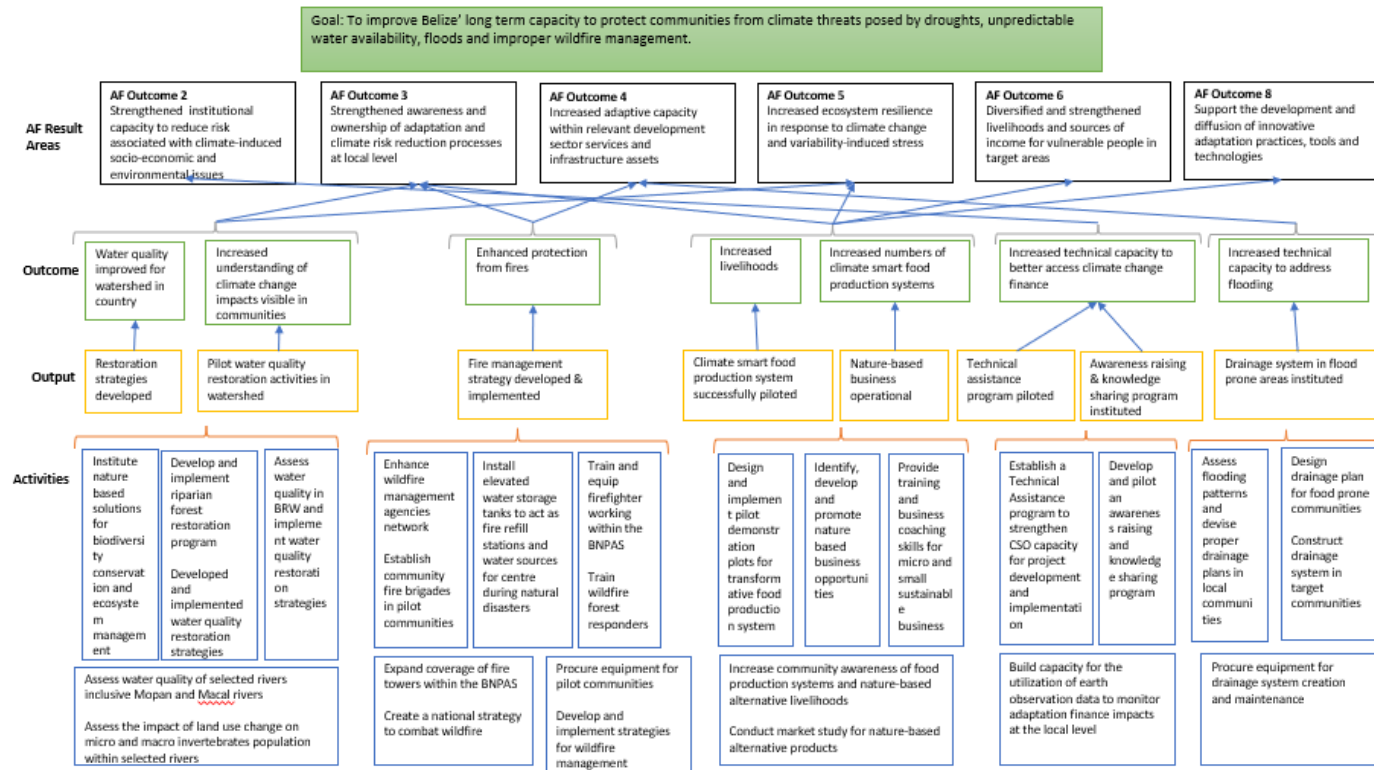 Goal: To improve Belize' long term capacity to protect communities from climate threats posed by droughts, unpredictable
water availability, floods and improper wildfire management.
AF Result
Areas
AF Outcome 2
Strengthened institutional
capacity to reduce risk
associated with climate-induced
socio-economic and
environmental issues
AF Outcome 3
Strengthened awareness and
ownership of adaptation and
climate risk reduction processes
at local level
AF Outcome 4
Increased adaptive capacity
within relevant development
sector services and
infrastructure assets
AF Outcome 5
Increased ecosystem resilience
in response to climate change
and variability-induced stress
AF Outcome 6
Diversified and strengthened
livelihoods and sources of
income for vulnerable people in
target areas
AF Outcome 8
Support the development and
diffusion of innovative
adaptation practices, tools and
technologies
Outcome
Water quality
improved for
watershed in
country
Increased
understanding of
climate change
impacts visible in
communities
Enhanced protection
from fires
Increased
livelihoods
Increased numbers of
climate smart food
production systems
Increased technical capacity to
better access climate change
finance
Increased technical
capacity to address
flooding
Output
Restoration
strategies
developed
Pilot water quality
restoration activities in
watershed
Fire management
strategy developed &
implemented
Climate smart food
production system
successfully piloted
Nature-based
business
operational
Technical
assistance
program piloted
Awareness raising
& knowledge
sharing program
instituted
Drainage system in flood
prone areas instituted
Activities
Institute
nature
based
solutions
for
biodiversi
ty
conservat
ion and
ecosyste
m
managem
ent
Develop and
implement
riparian
forest
restoration
program
Developed
and
implemented
water quality
restoration
strategies
Assess
water
quality in
BRW and
impleme
nt water
quality
restorati
on
strategies
Enhance
wildfire
management
agencies
network
Establish
community
fire brigades
in pilot
communities
Install
elevated
water storage
tanks to act as
fire refill
stations and
water sources
for centre
during natural
disasters
Train and
equip
firefighter
working
within the
BNPAS
Train
wildfire
forest
responders
Design
and
implemen
t pilot
demonstr
ation
plots for
transform
ative food
productio
n system
Identify,
develop
and
promote
nature
based
business
opportuni
ties
Provide
training
and
business
coaching
skills for
micro and
small
sustainabl
e
business
Establish a
Technical
Assistance
program to
strengthen
CSO capacity
for project
development
and
implementati
on
Develop
and pilot
an
awarenes
s raising
and
knowledg
e sharing
program
Assess
flooding
patterns
and
devise
proper
drainage
plans in
local
communi
ties
Design
drainage plan
for food prone
communities
Construct
drainage
system in
target
communities
Assess water quality of selected rivers
inclusive Mopan and Macal rivers
Assess the impact of land use change on
micro and macro invertebrates population
within selected rivers
Expand coverage of fire
towers within the BNPAS
Create a national strategy
to combat wildfire
Procure equipment for
pilot communities
Develop and
implement strategies
for wildfire
management
Increase community awareness of food
production systems and nature-based
alternative livelihoods
Conduct market study for nature-based
alternative products
Build capacity for the
utilization of earth
observation data to monitor
adaptation finance impacts
at the local level
Procure equipment for
drainage system creation
and maintenance